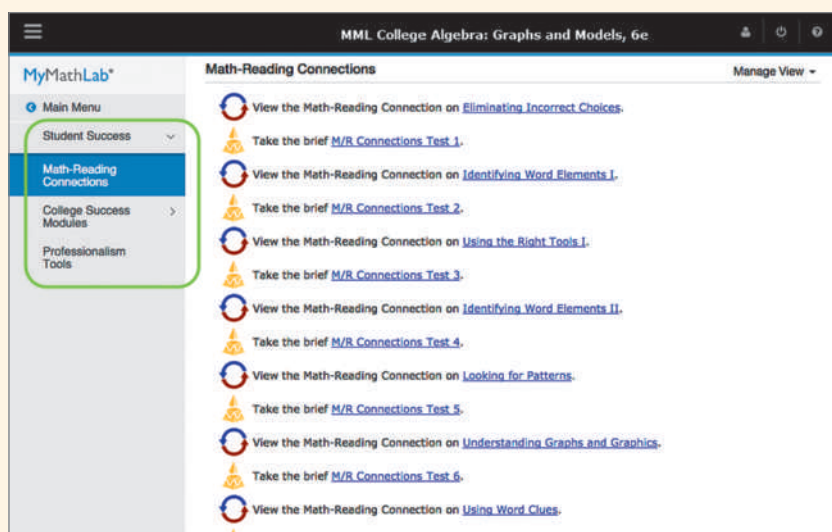 MML College Algebra: Graphs and Models, 6e
MyMathLab®
Main Menu
Student Success
Math-Reading
Connections
College Success
Modules
Professionalism
Tools
Math-Reading Connections
Manage View
View the Math-Reading Connection on Eliminating Incorrect Choices.
Take the brief M/R Connections Test 1.
View the Math-Reading Connection on Identifying Word Elements I.
Take the brief M/R Connections Test 2.
View the Math-Reading Connection on Using the Right Tools I.
Take the brief M/R Connections Test 3.
View the Math-Reading Connection on Identifying Word Elements II.
Take the brief M/R Connections Test 4.
View the Math-Reading Connection on Looking for Patterns.
Take the brief M/R Connections Test 5.
View the Math-Reading Connection on Understanding Graphs and Graphics.
Take the brief M/R Connections Test 6.
View the Math-Reading Connection on Using Word Clues.